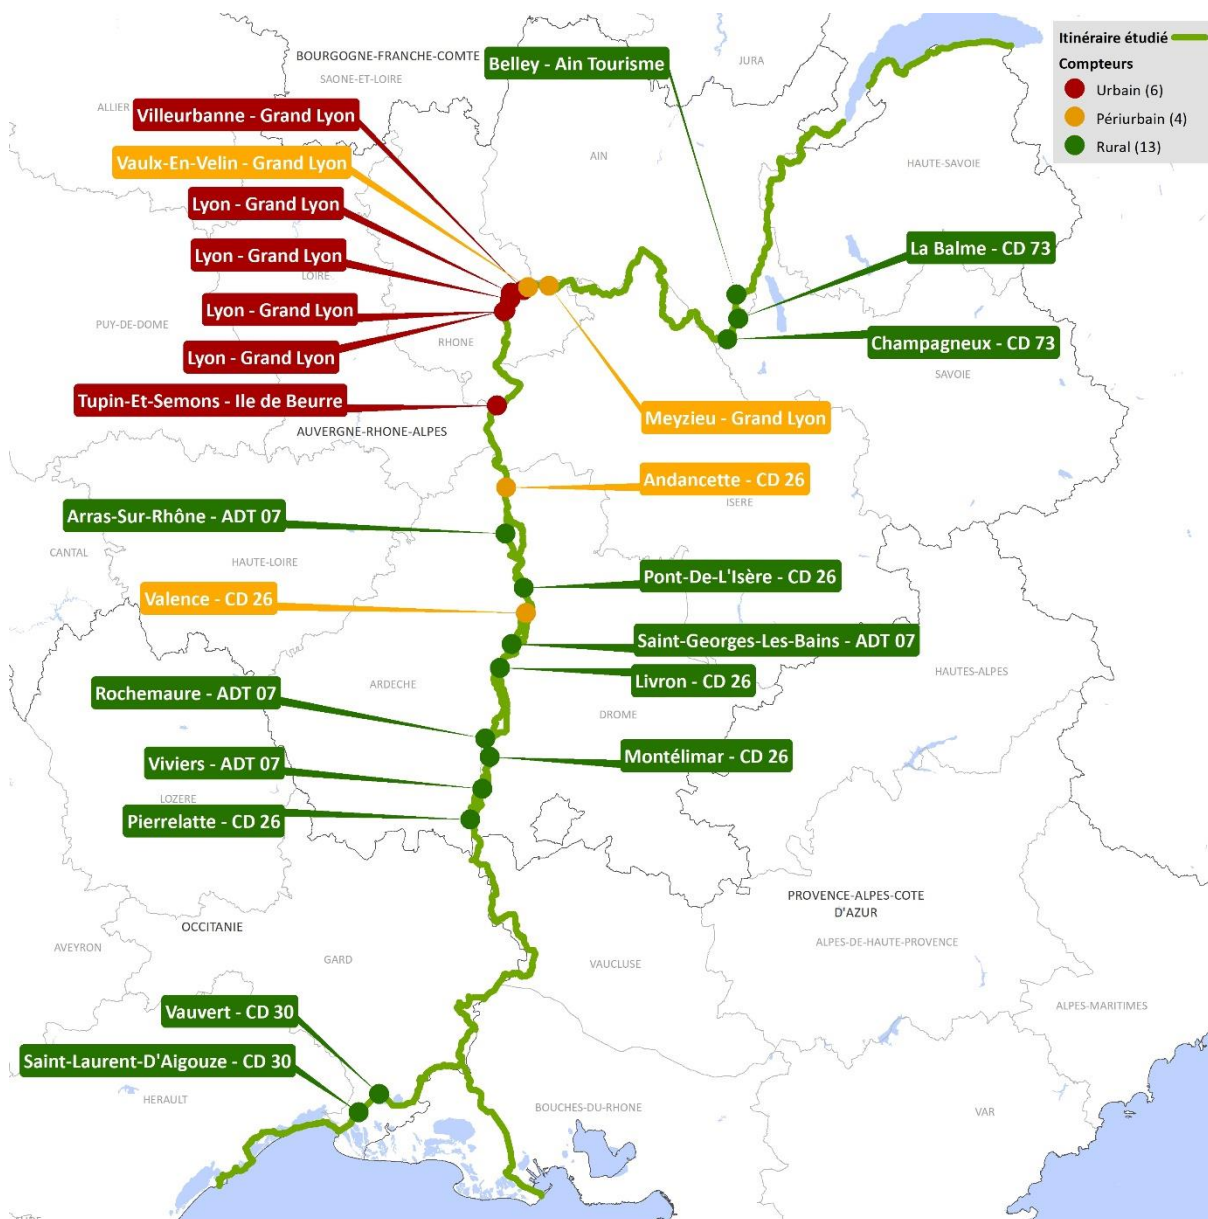 BOURGOGNE-FRANCHE-COMTE
SAONE-ET-LOIRE
ALLIER
JURA
AIN
HAUTE-SAVOIE
Itinéraire étudié
Compteurs
Urbain (6)
Périurbain (4)
Rural (13)
Belley - Ain Tourisme
Villeurbanne - Grand Lyon
Vaulx-En-Velin - Grand Lyon
Lyon - Grand Lyon
Lyon - Grand Lyon
LOIRE
Lyon - Grand Lyon
Lyon - Grand Lyon
PUY-DE-DOME
RHONE
La Balme - CD 73
Champagneux - CD 73
SAVOIE
Tupin-Et-Semons - Ile de Beurre
AUVERGNE-RHONE-ALPES
Meyzieu - Grand Lyon
Andancette - CD 26
ISERE
Arras-Sur-Rhône - ADT 07
CANTAL
HAUTE-LOIRE
Pont-De-L'Isère - CD 26
Valence - CD 26
Saint-Georges-Les-Bains - ADT 07
HAUTES-ALPES
Livron - CD 26
ARDECHE
Rochemaure - ADT 07
DROME
Montélimar - CD 26
Viviers - ADT 07
LOZERE
Pierrelatte - CD 26
PROVENCE-ALPES-COTE
D'AZUR
OCCITANIE
AVEYRON
GARD
VAUCLUSE
ALPES-DE-HAUTE-PROVENCE
ALPES-MARITIMES
Vauvert - CD 30
Saint-Laurent-D'Aigouze - CD 30
HERAULT
BOUCHES-DU-RHONE
VAR